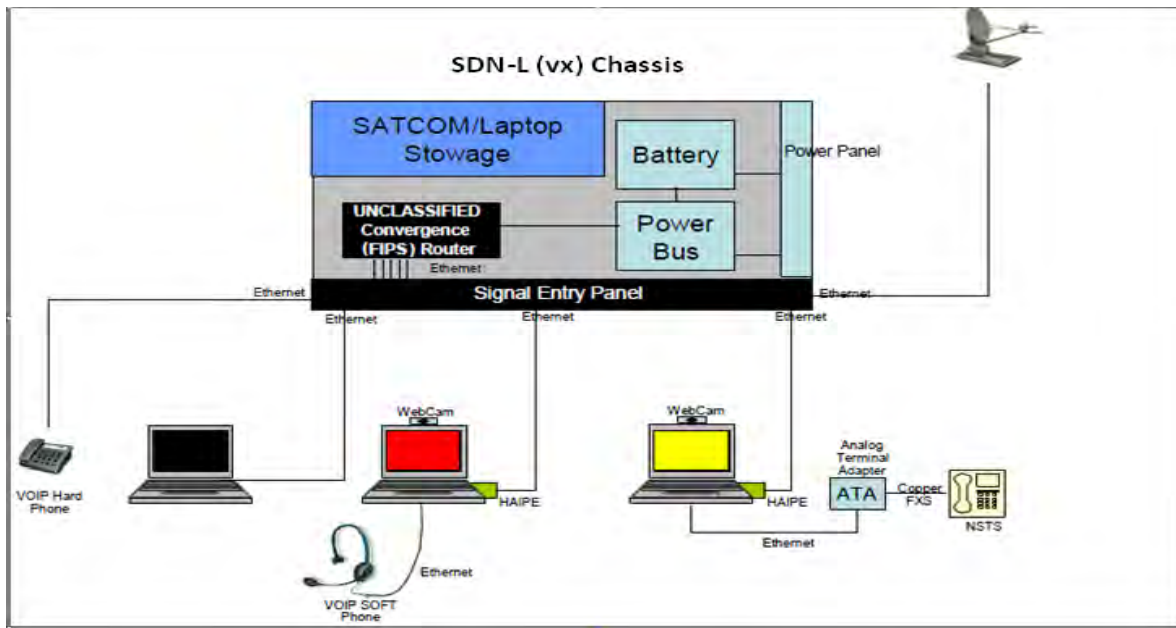 SDN-L (vx) Chassis
SATCOM/Laptop
Stowage
Battery
Power Panel
UNCLASSIFIED
Convergence
(FIPS) Router
Power
Bus
Ethernet
Signal Entry Panel
Ethernet
Ethernet
Ethernet
Ethernet
Ethernet
WebCam
WebCam
Analog
Terminal
Adapter
VOIP Hard
Phone
HAIPE
HAIPE
ATA
Copper
FXS
NSTS
Ethernet
Ethernet
VOIP SOFT
Phone